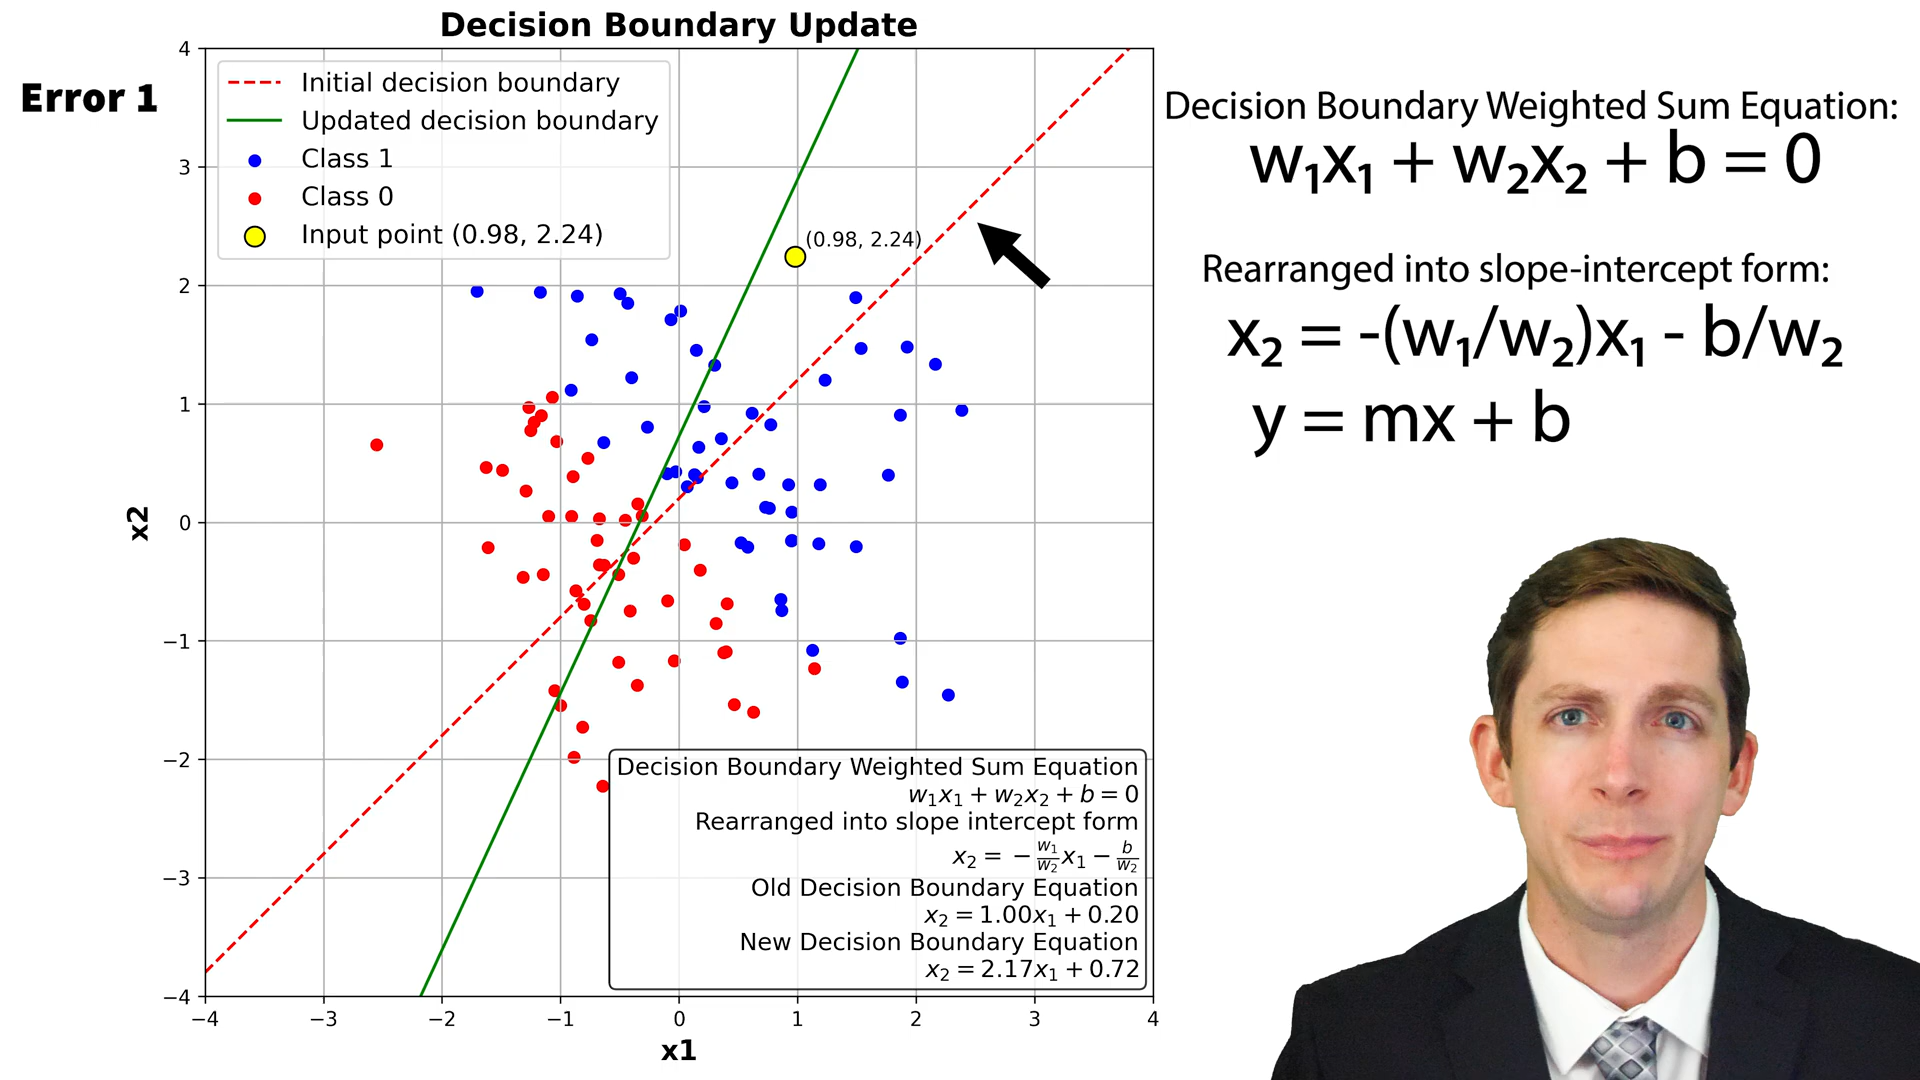 Decision Boundary Update
Error 1
Initial decision boundary
Updated decision boundary
Class 1
Class 0
Input point (0.98, 2.24)
(0.98, 2.24)
4
3
2
1
0
−1
−2
−3
−4
x2
−4 −3 −2 −1 0 1 2 3 4
x1
Decision Boundary Weighted Sum Equation
w₁x₁ + w₂x₂ + b = 0
Rearranged into slope intercept form
x₂ = − w₁/w₂ x₁ − b/w₂
Old Decision Boundary Equation
x₂ = 1.00x₁ + 0.20
New Decision Boundary Equation
x₂ = 2.17x₁ + 0.72
Decision Boundary Weighted Sum Equation:
w₁x₁ + w₂x₂ + b = 0
Rearranged into slope-intercept form:
x₂ = -(w₁/w₂)x₁ - b/w₂
y = mx + b